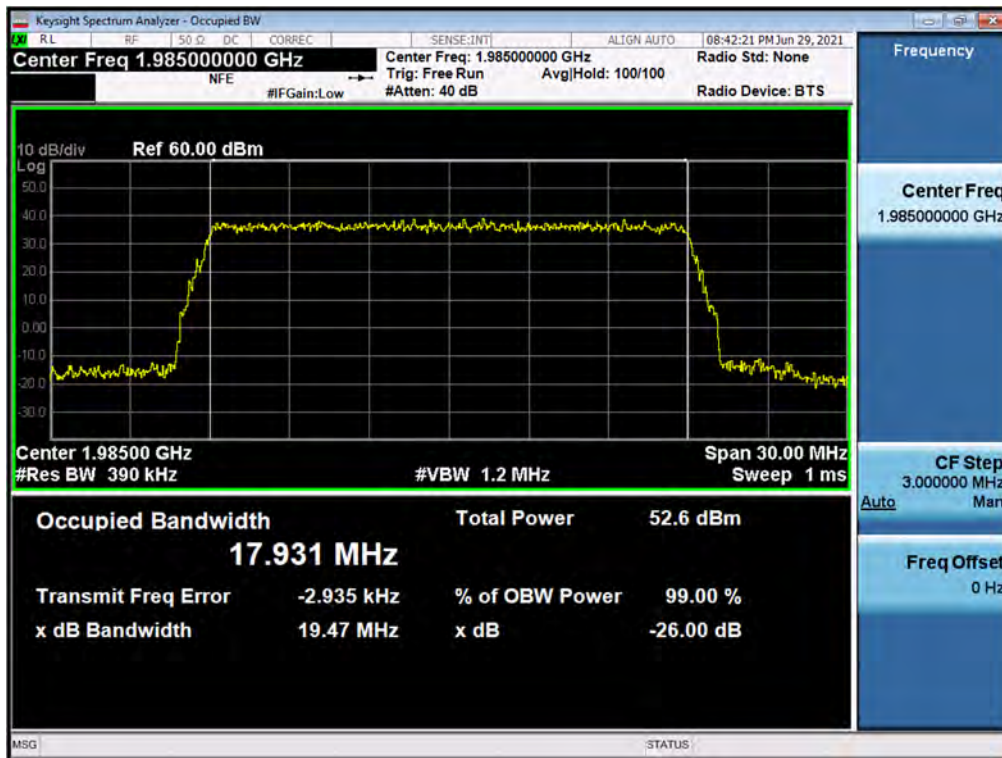 Keysight Spectrum Analyzer - Occupied BW
LXI RL RF 50 Ω DC CORREC SENSE:INT ALIGN AUTO 08:42:21 PM Jun 29, 2021
Center Freq 1.985000000 GHz
NFE
#IFGain:Low
Center Freq: 1.985000000 GHz
Trig: Free Run Avg|Hold: 100/100
#Atten: 40 dB
Radio Std: None
Radio Device: BTS
10 dB/div Ref 60.00 dBm
Log
50.0
40.0
30.0
20.0
10.0
0.00
-10.0
-20.0
-30.0
Center 1.98500 GHz Span 30.00 MHz
#Res BW 390 kHz #VBW 1.2 MHz Sweep 1 ms
Occupied Bandwidth Total Power 52.6 dBm
17.931 MHz
Transmit Freq Error -2.935 kHz % of OBW Power 99.00 %
x dB Bandwidth 19.47 MHz x dB -26.00 dB
MSG STATUS
Frequency
Center Freq
1.985000000 GHz
CF Step
3.000000 MHz
Auto Man
Freq Offset
0 Hz